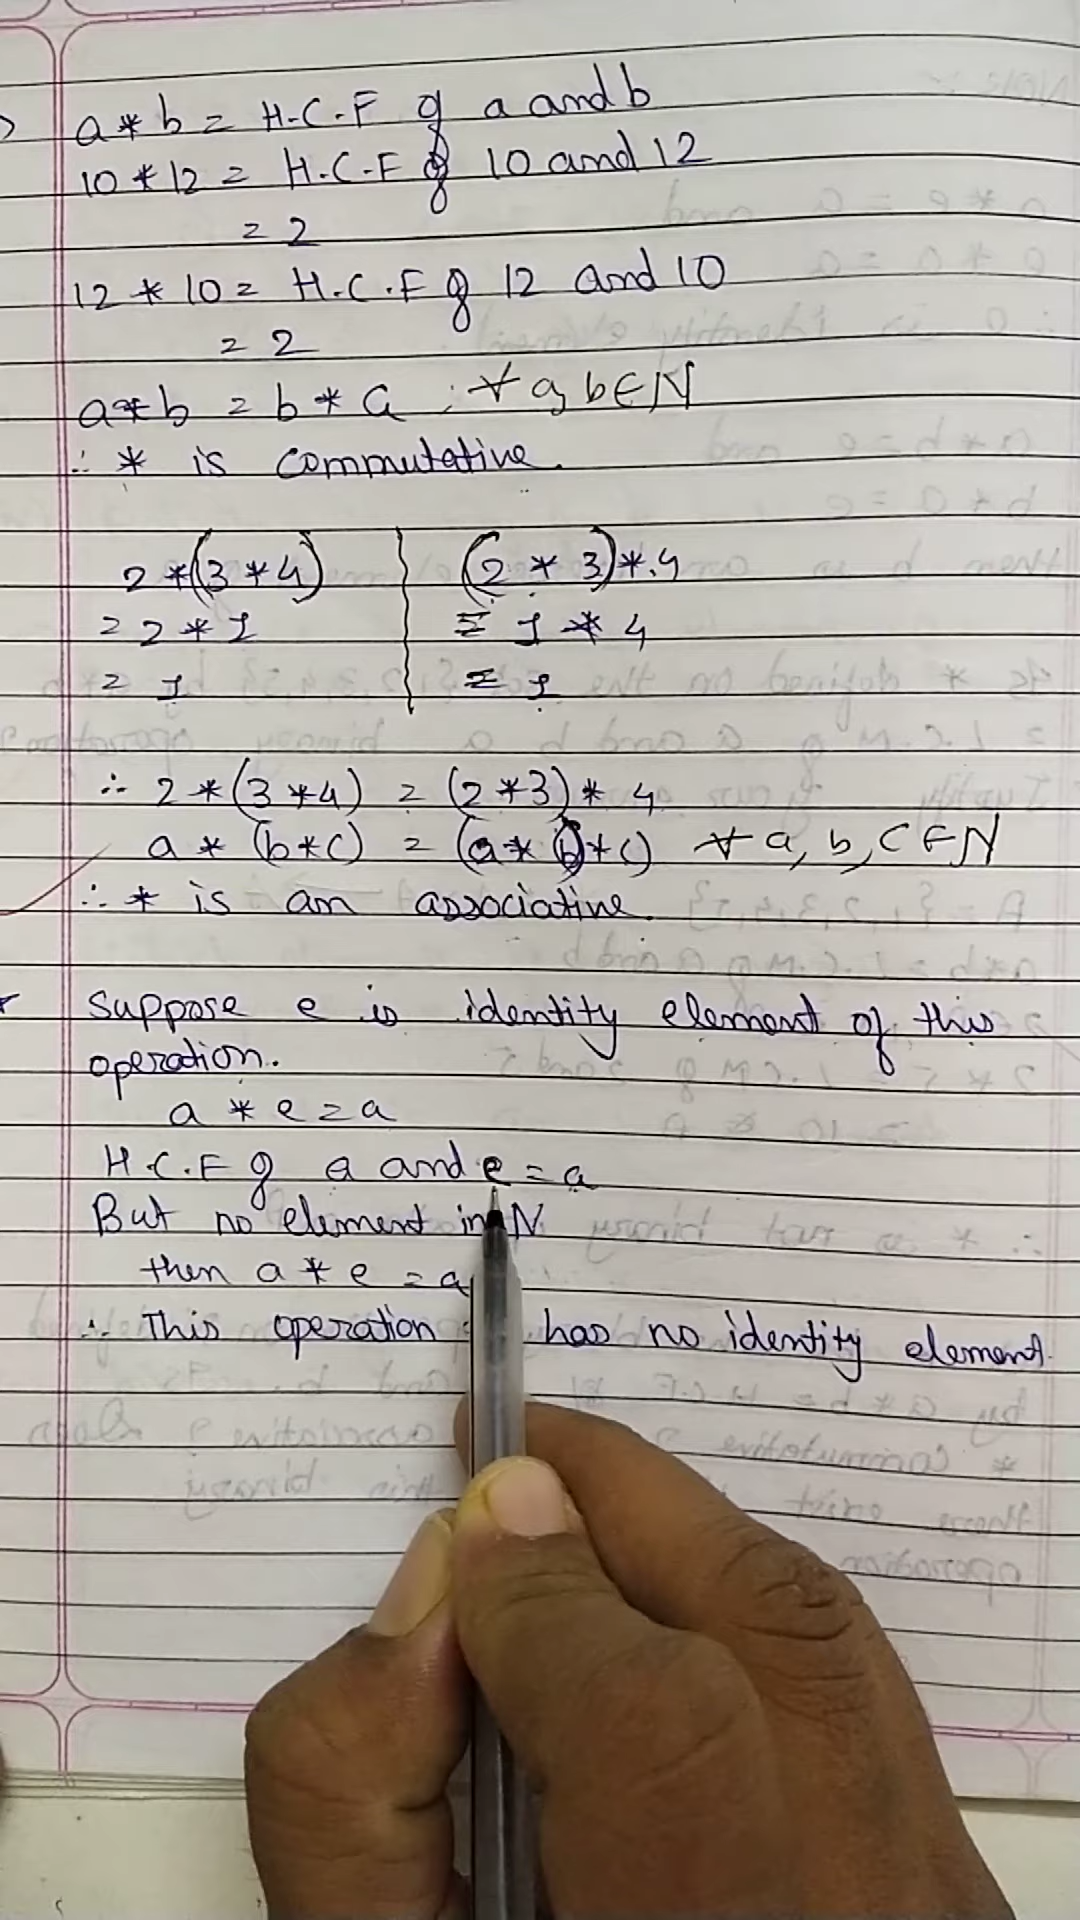 a * b = H.C.F of a and b
10 * 12 = H.C.F of 10 and 12
= 2
12 * 10 = H.C.F of 12 and 10
= 2
a * b = b * a ; ∀ a, b ∈ N
∴ * is commutative.
2 * (3 * 4)
= 2 * 1
= 1
(2 * 3) * 4
= 1 * 4
= 1
∴ 2 * (3 * 4) = (2 * 3) * 4
a * (b * c) = (a * b) * c) ∀ a, b, c ∈ N
∴ * is an associative.
Suppose e is identity element of this
operation.
a * e = a
H.C.F of a and e = a
But no element in N
then a * e = a
∴ This operation has no identity element.